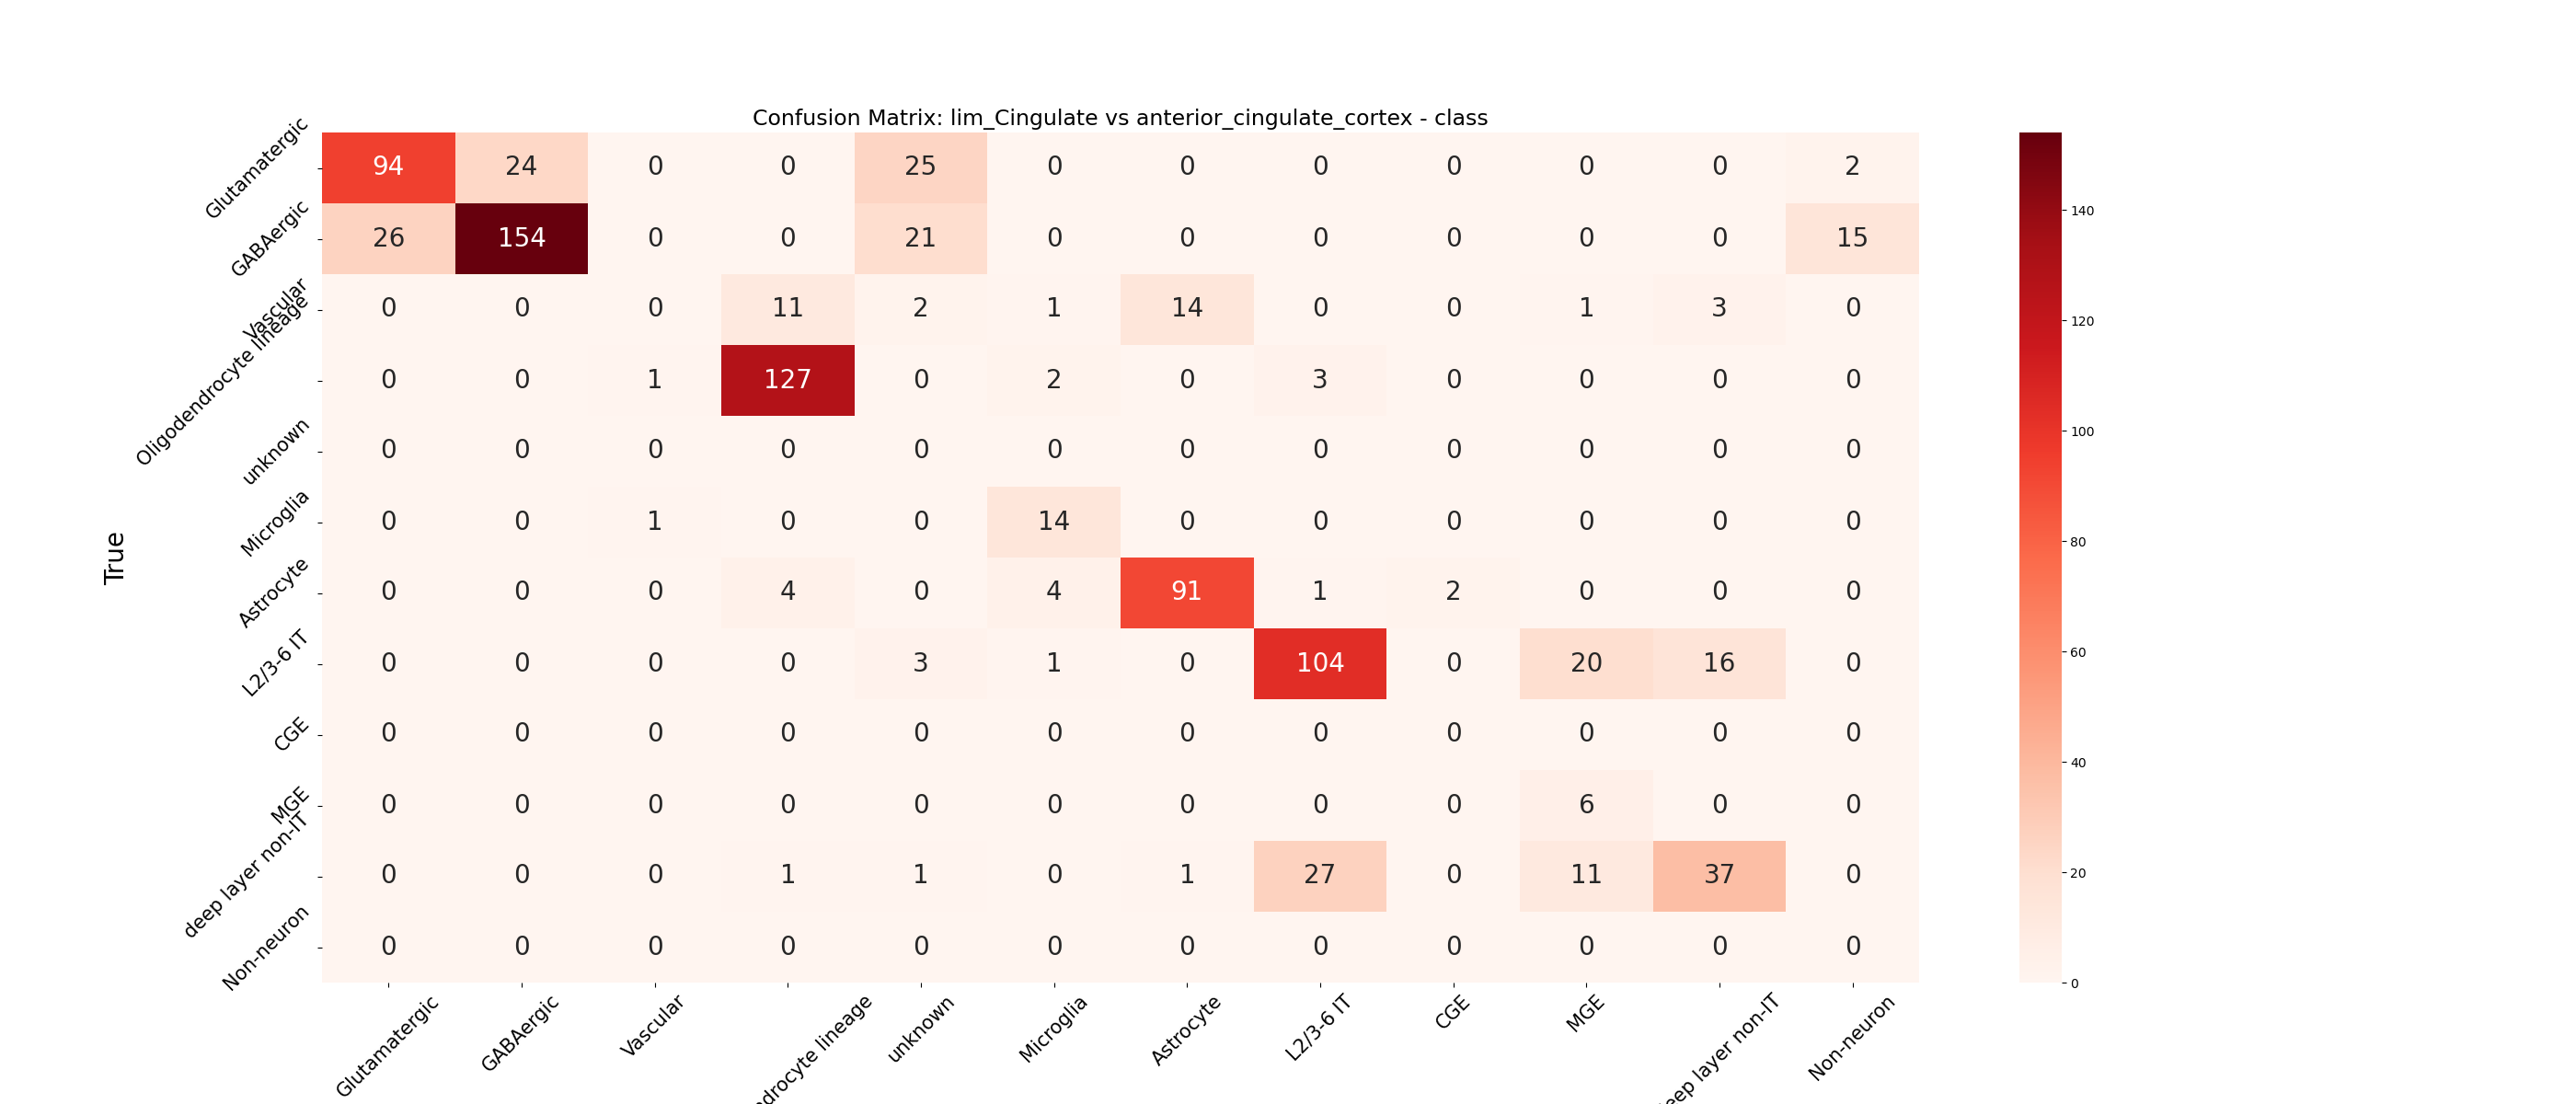 Confusion Matrix: lim_Cingulate vs anterior_cingulate_cortex - class
True
Glutamatergic 94 24 0 0 25 0 0 0 0 0 0 2
GABAergic 26 154 0 0 21 0 0 0 0 0 0 15
Vascular 0 0 0 11 2 1 14 0 0 1 3 0
Oligodendrocyte lineage 0 0 1 127 0 2 0 3 0 0 0 0
unknown 0 0 0 0 0 0 0 0 0 0 0 0
Microglia 0 0 1 0 0 14 0 0 0 0 0 0
Astrocyte 0 0 0 4 0 4 91 1 2 0 0 0
L2/3-6 IT 0 0 0 0 3 1 0 104 0 20 16 0
CGE 0 0 0 0 0 0 0 0 0 0 0 0
MGE 0 0 0 0 0 0 0 0 0 6 0 0
deep layer non-IT 0 0 0 1 1 0 1 27 0 11 37 0
Non-neuron 0 0 0 0 0 0 0 0 0 0 0 0
Glutamatergic GABAergic Vascular ndrocyte lineage unknown Microglia Astrocyte L2/3-6 IT CGE MGE eep layer non-IT Non-neuron
140
120
100
80
60
40
20
0